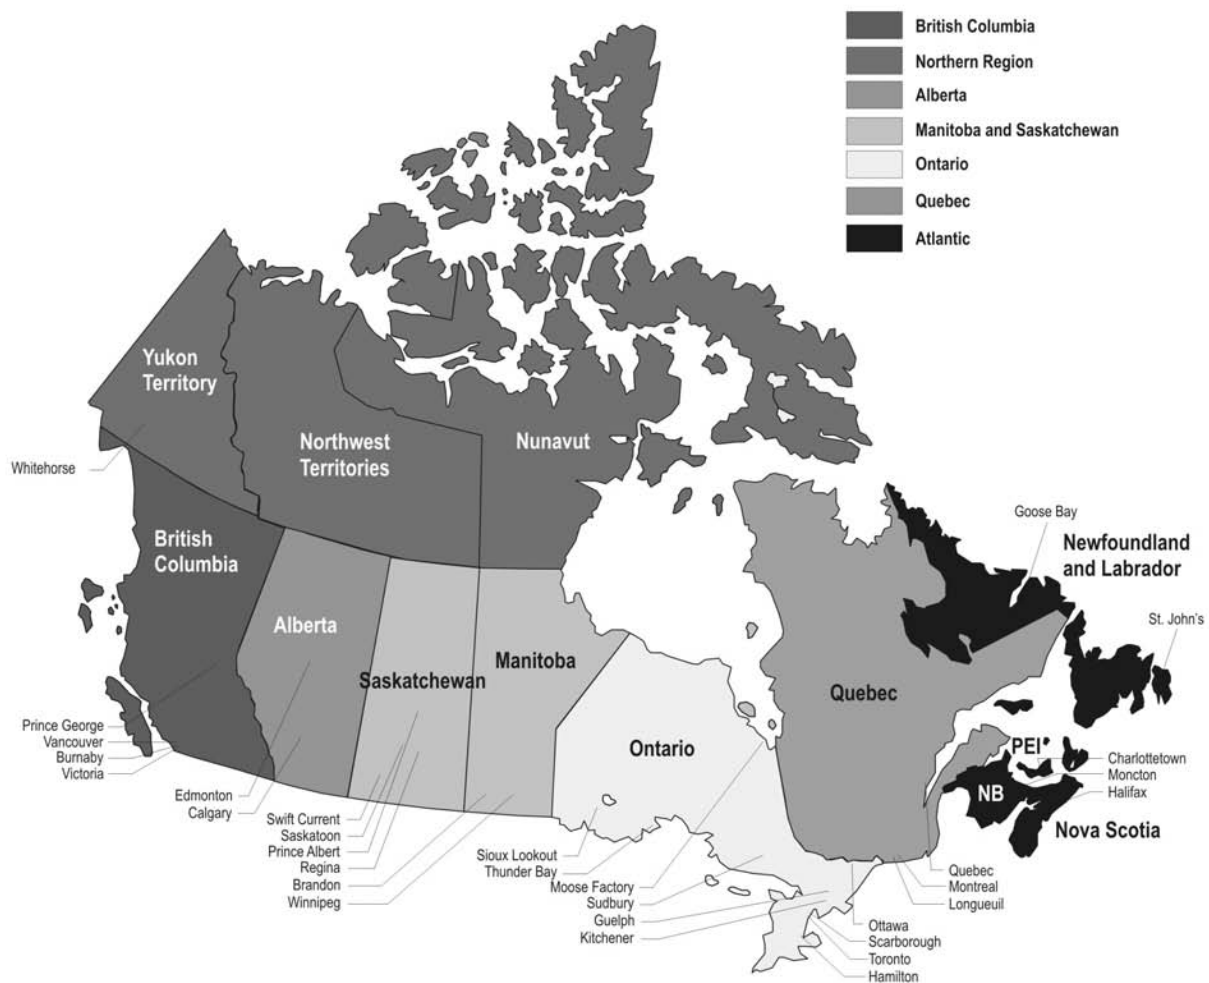 British Columbia
Northern Region
Alberta
Manitoba and Saskatchewan
Ontario
Quebec
Atlantic
Yukon
Territory
Northwest
Territories
Nunavut
Whitehorse
British
Columbia
Goose Bay
Newfoundland
and Labrador
St. John's
Alberta
Saskatchewan
Manitoba
Quebec
Ontario
Prince George
Vancouver
Burnaby
Victoria
PEI
NB
Charlottetown
Moncton
Halifax
Nova Scotia
Edmonton
Calgary
Swift Current
Saskatoon
Prince Albert
Regina
Brandon
Winnipeg
Sioux Lookout
Thunder Bay
Moose Factory
Sudbury
Guelph
Kitchener
Quebec
Montreal
Longueuil
Ottawa
Scarborough
Toronto
Hamilton